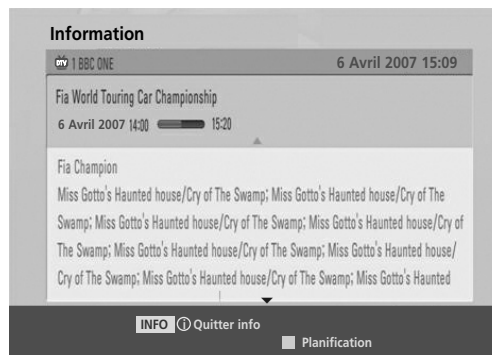 Information
DTV 1 BBC ONE 6 Avril 2007 15:09
Fia World Touring Car Championship
6 Avril 2007 14:00 15:20
Fia Champion
Miss Gotto's Haunted house/Cry of The Swamp; Miss Gotto's Haunted house/Cry of The
Swamp; Miss Gotto's Haunted house/Cry of The Swamp; Miss Gotto's Haunted house/Cry of
The Swamp; Miss Gotto's Haunted house/Cry of The Swamp; Miss Gotto's Haunted house/
Cry of The Swamp; Miss Gotto's Haunted house/Cry of The Swamp; Miss Gotto's Haunted
INFO ⓘ Quitter info
Planification